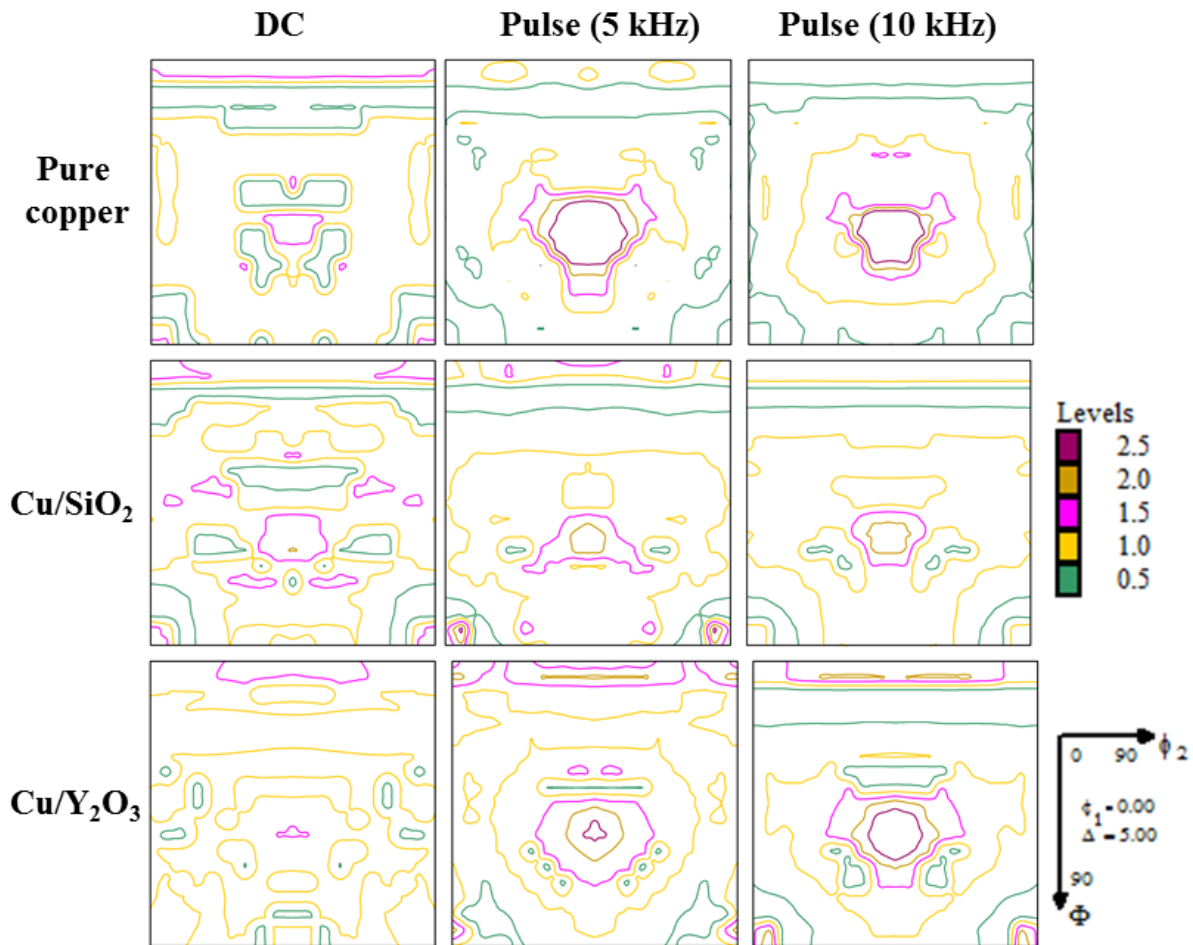 DC Pulse (5 kHz) Pulse (10 kHz)
Pure
copper
Cu/SiO₂
Levels
2.5
2.0
1.5
1.0
0.5
Cu/Y₂O₃
0 90 ϕ₂
ϕ₁ = 0.00
Δ = 5.00
90
Φ